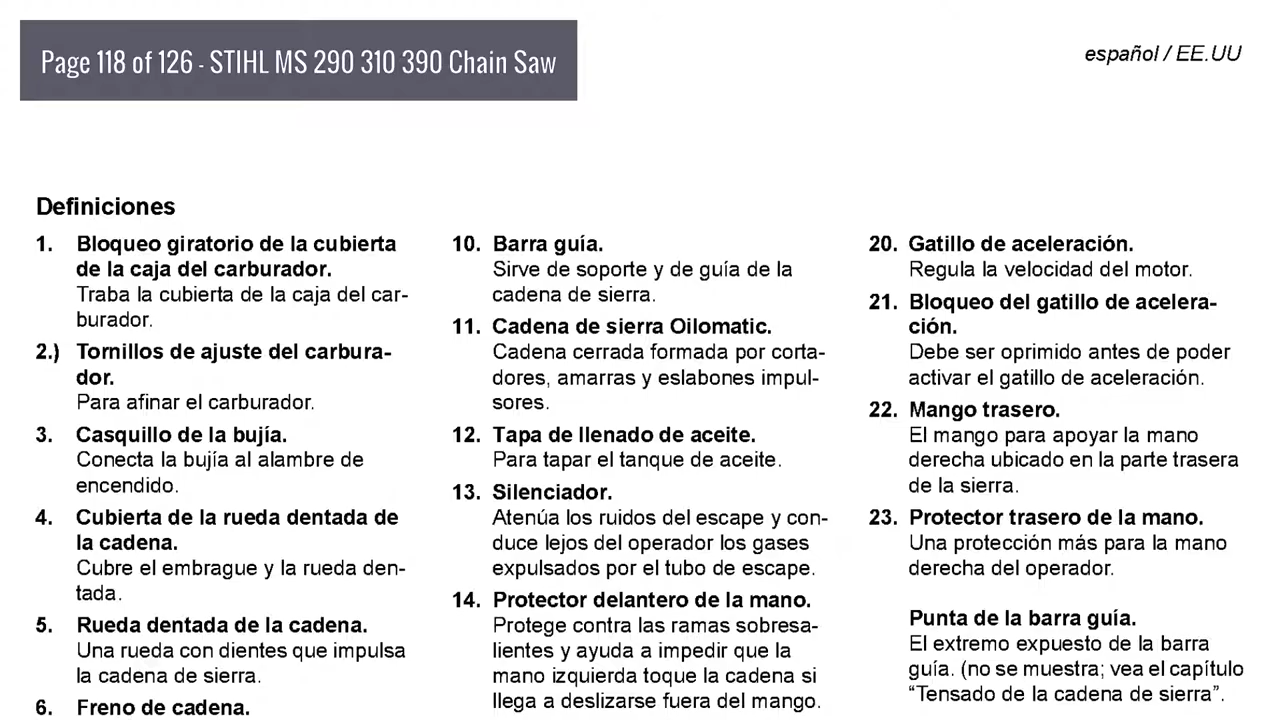 Page 118 of 126 - STIHL MS 290 310 390 Chain Saw
español / EE.UU
Definiciones
1. Bloqueo giratorio de la cubierta
de la caja del carburador.
Traba la cubierta de la caja del car-
burador.
2.) Tornillos de ajuste del carbura-
dor.
Para afinar el carburador.
3. Casquillo de la bujía.
Conecta la bujía al alambre de
encendido.
4. Cubierta de la rueda dentada de
la cadena.
Cubre el embrague y la rueda den-
tada.
5. Rueda dentada de la cadena.
Una rueda con dientes que impulsa
la cadena de sierra.
6. Freno de cadena.
10. Barra guía.
Sirve de soporte y de guía de la
cadena de sierra.
11. Cadena de sierra Oilomatic.
Cadena cerrada formada por corta-
dores, amarras y eslabones impul-
sores.
12. Tapa de llenado de aceite.
Para tapar el tanque de aceite.
13. Silenciador.
Atenúa los ruidos del escape y con-
duce lejos del operador los gases
expulsados por el tubo de escape.
14. Protector delantero de la mano.
Protege contra las ramas sobresa-
lientes y ayuda a impedir que la
mano izquierda toque la cadena si
llega a deslizarse fuera del mango.
20. Gatillo de aceleración.
Regula la velocidad del motor.
21. Bloqueo del gatillo de acelera-
ción.
Debe ser oprimido antes de poder
activar el gatillo de aceleración.
22. Mango trasero.
El mango para apoyar la mano
derecha ubicado en la parte trasera
de la sierra.
23. Protector trasero de la mano.
Una protección más para la mano
derecha del operador.
Punta de la barra guía.
El extremo expuesto de la barra
guía. (no se muestra; vea el capítulo
“Tensado de la cadena de sierra”.